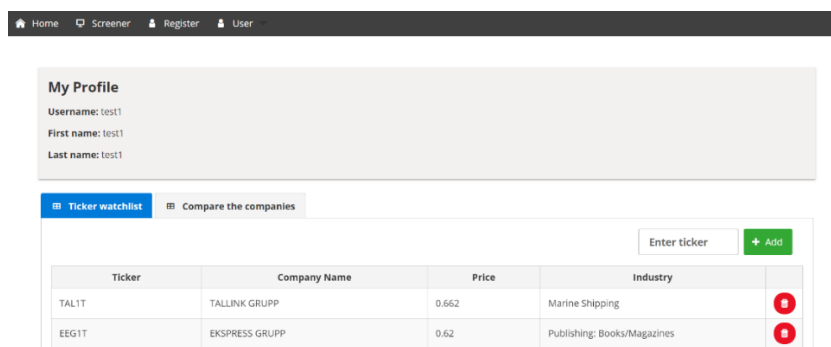 Home Screener Register User
My Profile
Username: test1
First name: test1
Last name: test1
Ticker watchlist Compare the companies
Enter ticker + Add
Ticker Company Name Price Industry
TAL1T TALLINK GRUPP 0.662 Marine Shipping
EEG1T EKSPRESS GRUPP 0.62 Publishing: Books/Magazines